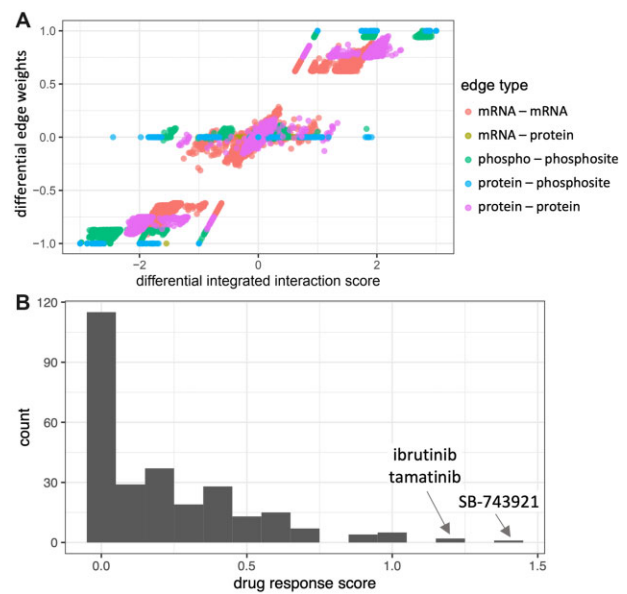 A
differential edge weights
1.0
0.5
0.0
−0.5
−1.0
−2
0
2
differential integrated interaction score
edge type
mRNA – mRNA
mRNA – protein
phospho – phosphosite
protein – phosphosite
protein – protein
B
count
120
90
60
30
0
ibrutinib
tamatinib
SB-743921
0.0
0.5
1.0
1.5
drug response score